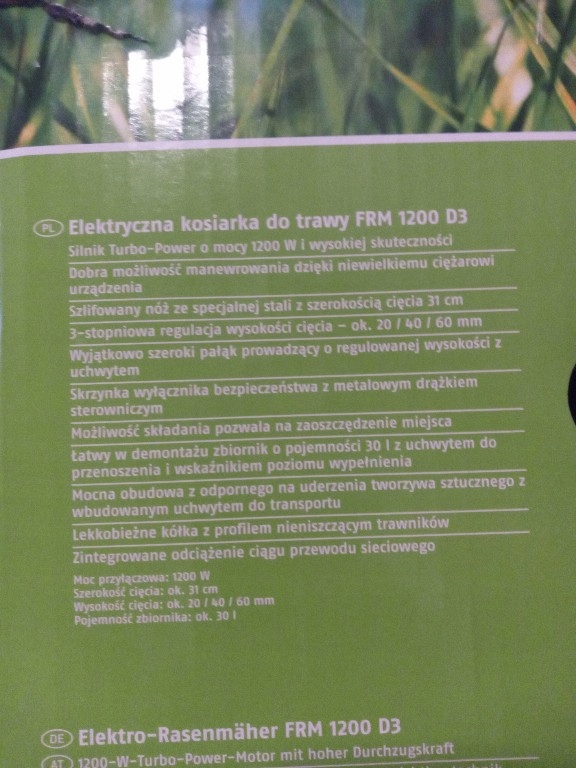 PL Elektryczna kosiarka do trawy FRM 1200 D3
Silnik Turbo-Power o mocy 1200 W i wysokiej skuteczności
Dobra możliwość manewrowania dzięki niewielkiemu ciężarowi
urządzenia
Szlifowany nóż ze specjalnej stali z szerokością cięcia 31 cm
3-stopniowa regulacja wysokości cięcia – ok. 20 / 40 / 60 mm
Wyjątkowo szeroki pałąk prowadzący o regulowanej wysokości z
uchwytem
Skrzynka wyłącznika bezpieczeństwa z metalowym drążkiem
sterowniczym
Możliwość składania pozwala na zaoszczędzenie miejsca
Łatwy w demontażu zbiornik o pojemności 30 l z uchwytem do
przenoszenia i wskaźnikiem poziomu wypełnienia
Mocna obudowa z odpornego na uderzenia tworzywa sztucznego z
wbudowanym uchwytem do transportu
Lekkobieżne kółka z profilem nieniszczącym trawników
Zintegrowane odciążenie ciągu przewodu sieciowego
Moc przyłączowa: 1200 W
Szerokość cięcia: ok. 31 cm
Wysokość cięcia: ok. 20 / 40 / 60 mm
Pojemność zbiornika: ok. 30 l
DE Elektro-Rasenmäher FRM 1200 D3
AT 1200-W-Turbo-Power-Motor mit hoher Durchzugskraft